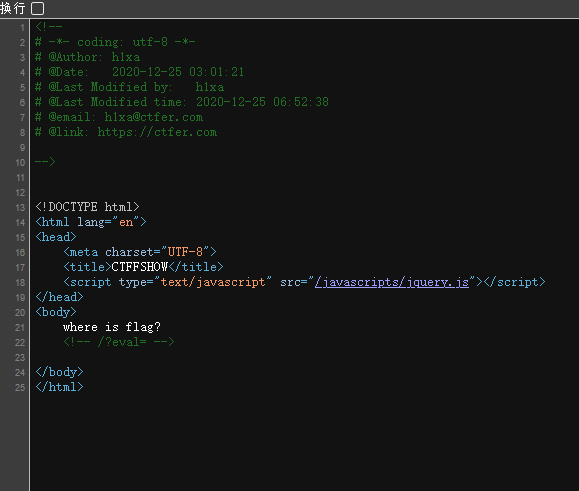 换行
1 <!--
2 # -*- coding: utf-8 -*-
3 # @Author: h1xa
4 # @Date:   2020-12-25 03:01:21
5 # @Last Modified by:   h1xa
6 # @Last Modified time: 2020-12-25 06:52:38
7 # @email: h1xa@ctfer.com
8 # @link: https://ctfer.com
9
10 -->
11
12
13 <!DOCTYPE html>
14 <html lang="en">
15 <head>
16     <meta charset="UTF-8">
17     <title>CTFFSHOW</title>
18     <script type="text/javascript" src="/javascripts/jquery.js"></script>
19 </head>
20 <body>
21     where is flag?
22     <!-- /?eval= -->
23
24 </body>
25 </html>